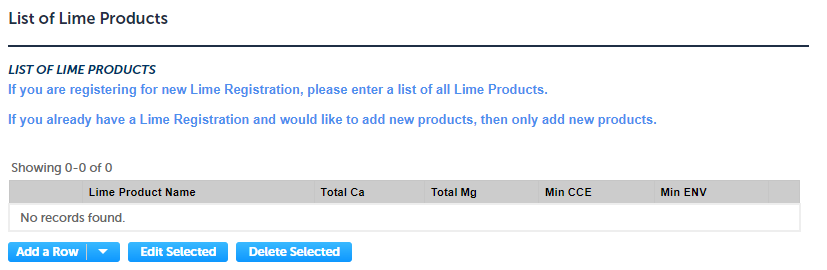 List of Lime Products
LIST OF LIME PRODUCTS
If you are registering for new Lime Registration, please enter a list of all Lime Products.
If you already have a Lime Registration and would like to add new products, then only add new products.
Showing 0-0 of 0
Lime Product Name Total Ca Total Mg Min CCE Min ENV
No records found.
Add a Row Edit Selected Delete Selected